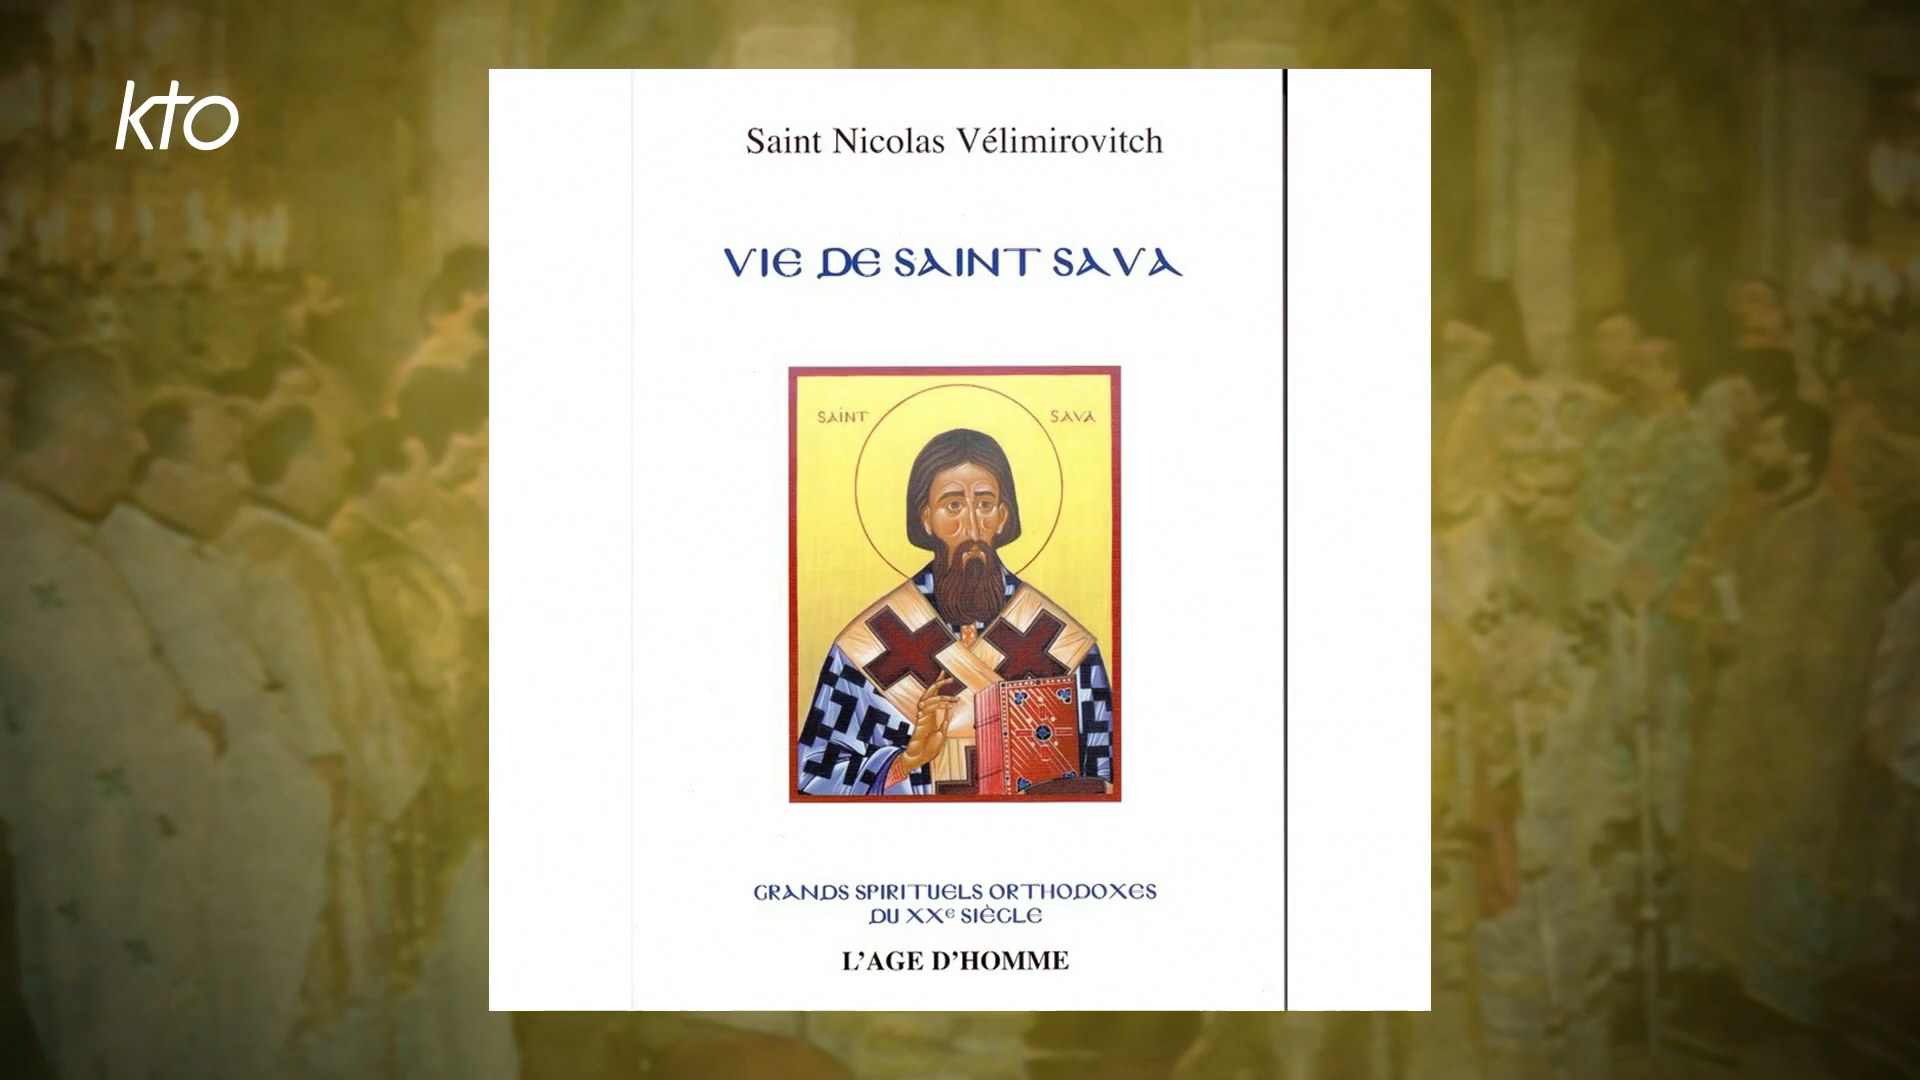 kto
Saint Nicolas Vélimirovitch
VIE DE SAINT SAVA
SAINT SAVA
GRANDS SPIRITUELS ORTHODOXES
DU XXe SIÈCLE
L'AGE D'HOMME